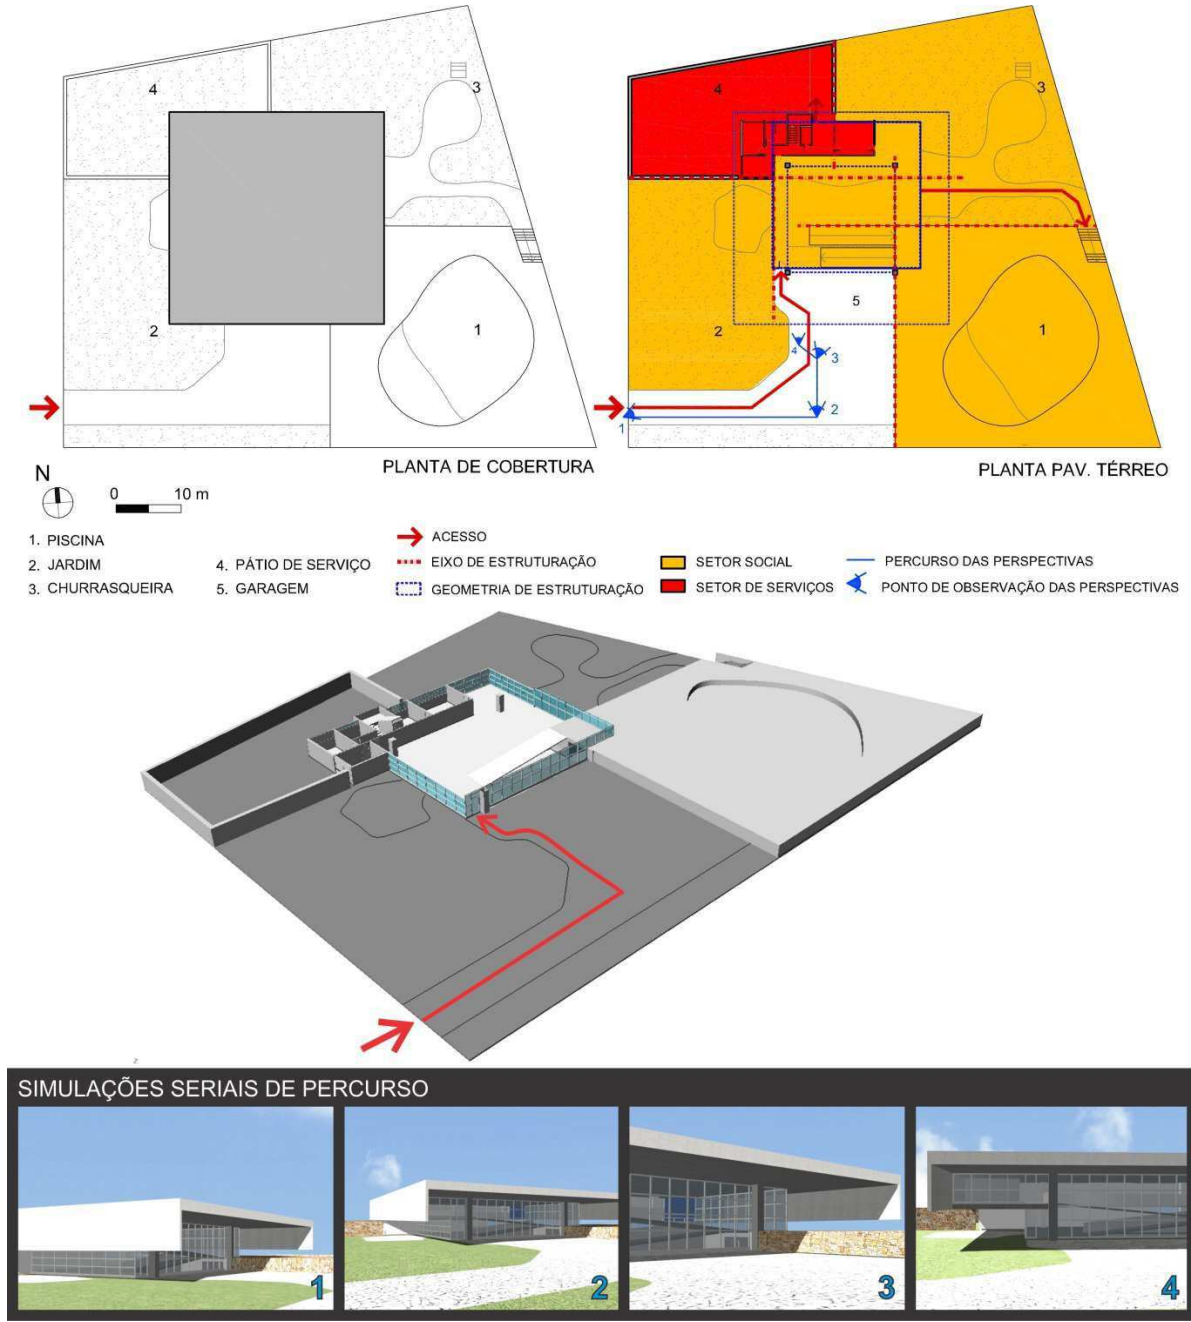 4
3
2
1
PLANTA DE COBERTURA
4
3
2
5
1
4
3
2
1
PLANTA PAV. TÉRREO
N
0 10 m
1. PISCINA
2. JARDIM
3. CHURRASQUEIRA
4. PÁTIO DE SERVIÇO
5. GARAGEM
ACESSO
EIXO DE ESTRUTURAÇÃO
GEOMETRIA DE ESTRUTURAÇÃO
SETOR SOCIAL
SETOR DE SERVIÇOS
PERCURSO DAS PERSPECTIVAS
PONTO DE OBSERVAÇÃO DAS PERSPECTIVAS
z
SIMULAÇÕES SERIAIS DE PERCURSO
1
2
3
4